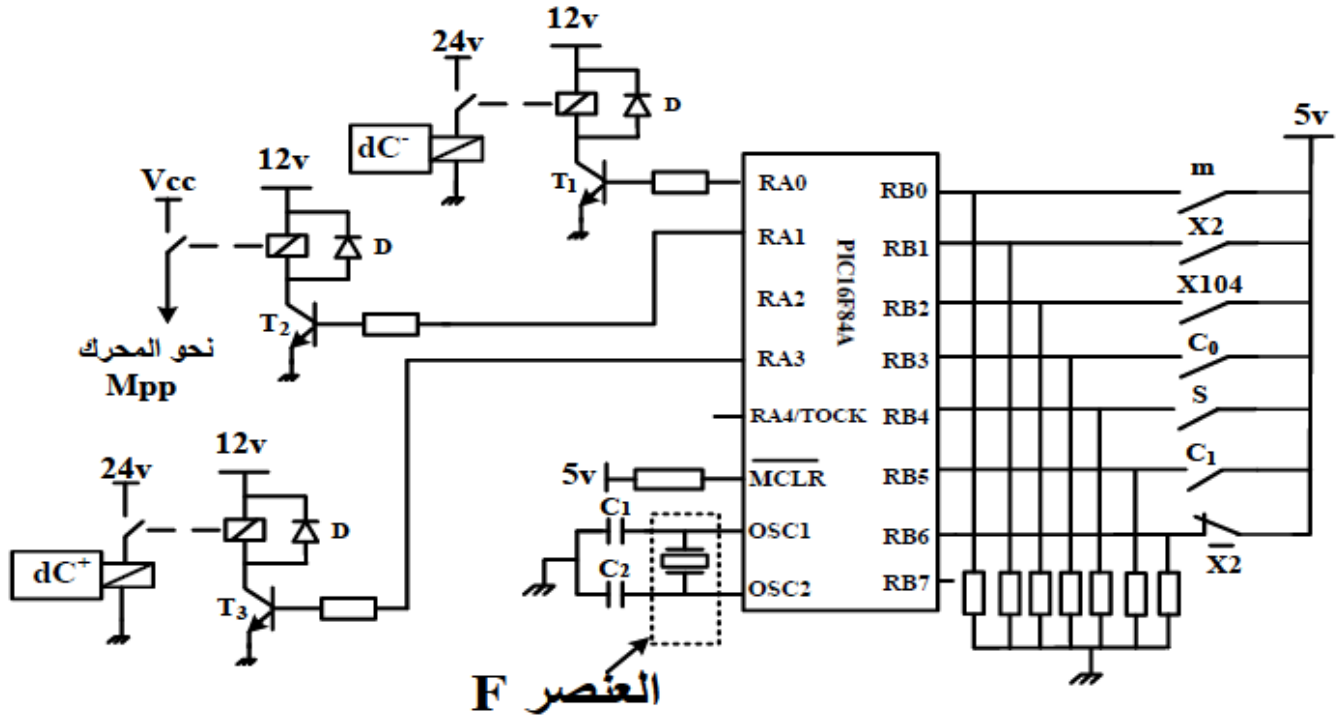 12v
24v
D
dC-
T1
12v
Vcc
D
T2
نحو المحرك
Mpp
12v
24v
D
dC+
T3
5v
C1
C2
العنصر F
PIC16F84A
RA0
RA1
RA2
RA3
RA4/TOCK
MCLR
OSC1
OSC2
RB0
RB1
RB2
RB3
RB4
RB5
RB6
RB7
5v
m
X2
X104
C0
S
C1
X̅2